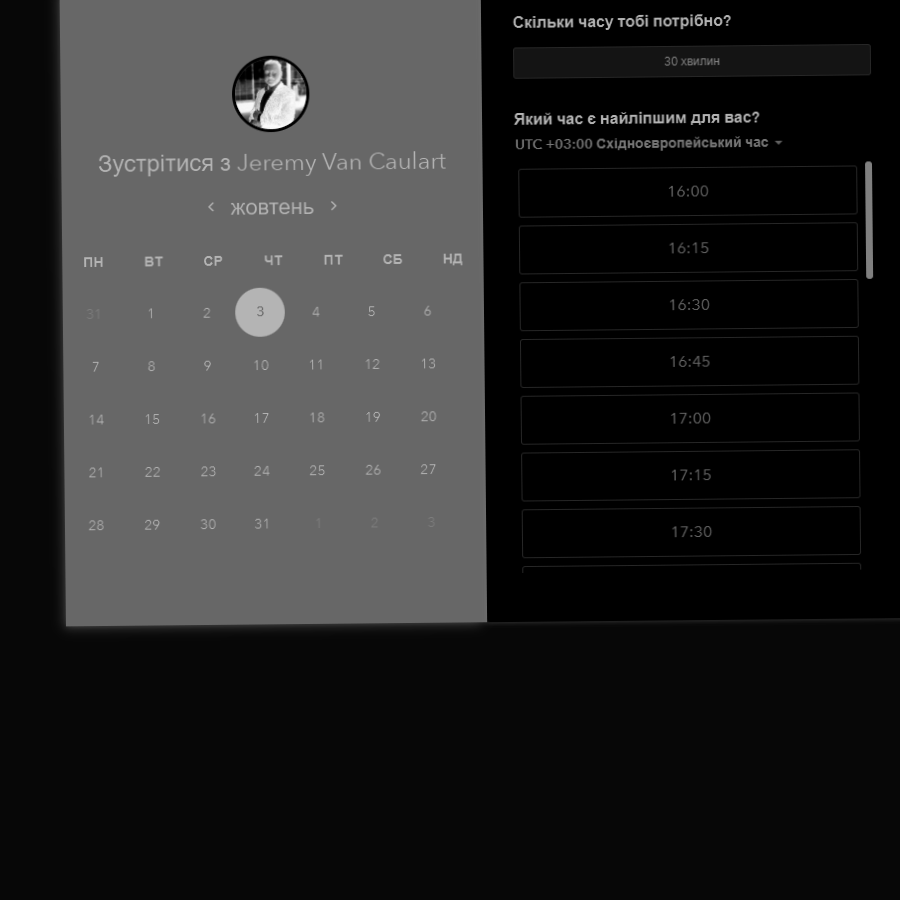 Зустрітися з Jeremy Van Caulart
жовтень
ПН ВТ СР ЧТ ПТ СБ НД
31 1 2 3 4 5 6
7 8 9 10 11 12 13
14 15 16 17 18 19 20
21 22 23 24 25 26 27
28 29 30 31 1 2 3
Скільки часу тобі потрібно?
30 хвилин
Який час є найліпшим для вас?
UTC +03:00 Східноєвропейський час
16:00
16:15
16:30
16:45
17:00
17:15
17:30